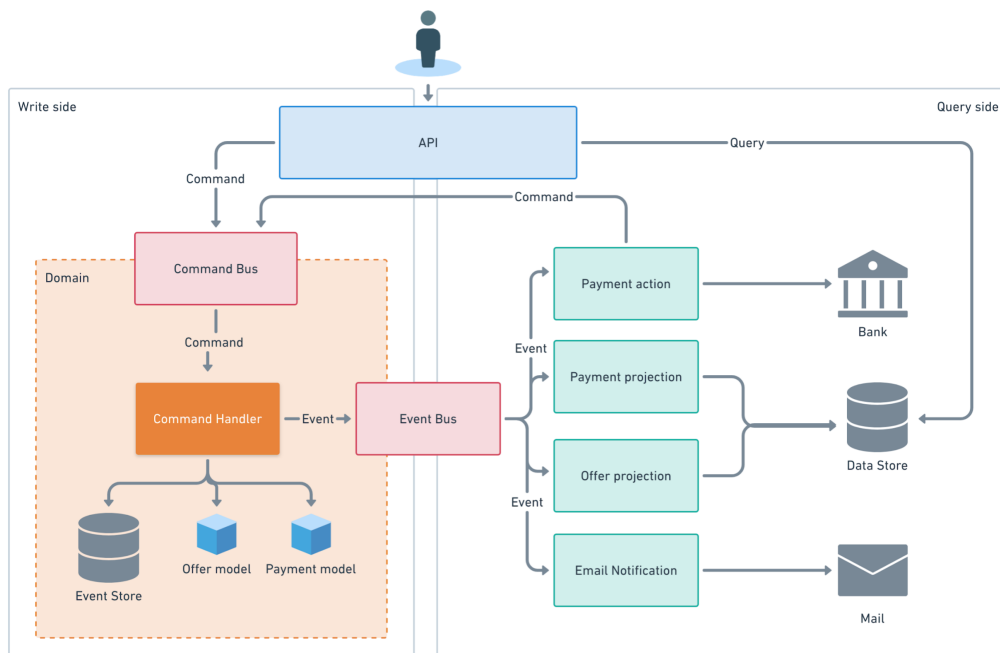 Write side
Query side
API
Query
Command
Command
Command Bus
Domain
Payment action
Bank
Command
Event
Payment projection
Command Handler
Event
Event Bus
Data Store
Offer projection
Event
Offer model
Payment model
Email Notification
Event Store
Mail